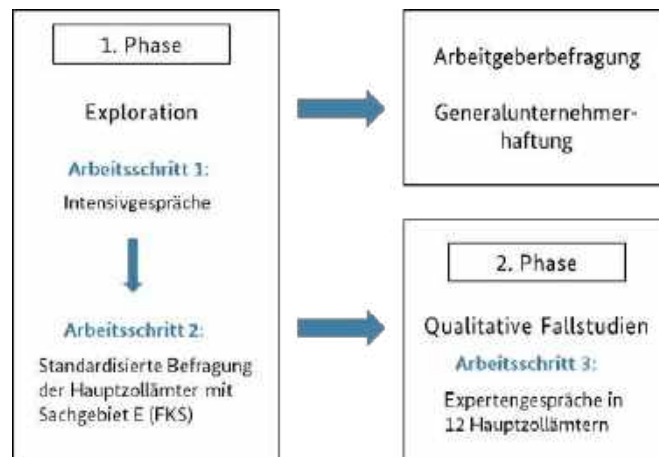 1. Phase
Exploration
Arbeitsschritt 1:
Intensivgespräche
Arbeitsschritt 2:
Standardisierte Befragung
der Hauptzollämter mit
Sachgebiet E (FKS)
Arbeitgeberbefragung
Generalunternehmer-
haftung
2. Phase
Qualitative Fallstudien
Arbeitsschritt 3:
Expertengespräche in
12 Hauptzollämtern